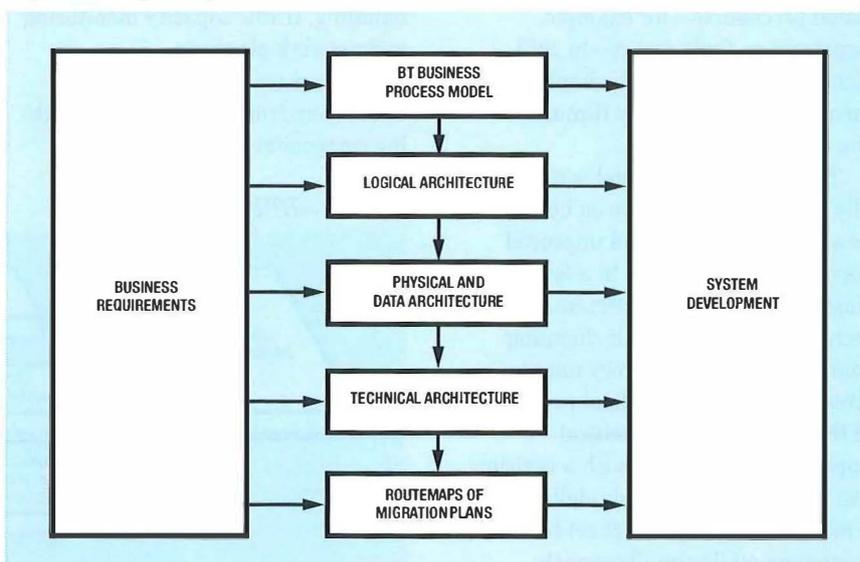 BT BUSINESS
PROCESS MODEL
LOGICAL ARCHITECTURE
BUSINESS
REQUIREMENTS
PHYSICAL AND
DATA ARCHITECTURE
SYSTEM
DEVELOPMENT
TECHNICAL ARCHITECTURE
ROUTEMAPS OF
MIGRATION PLANS